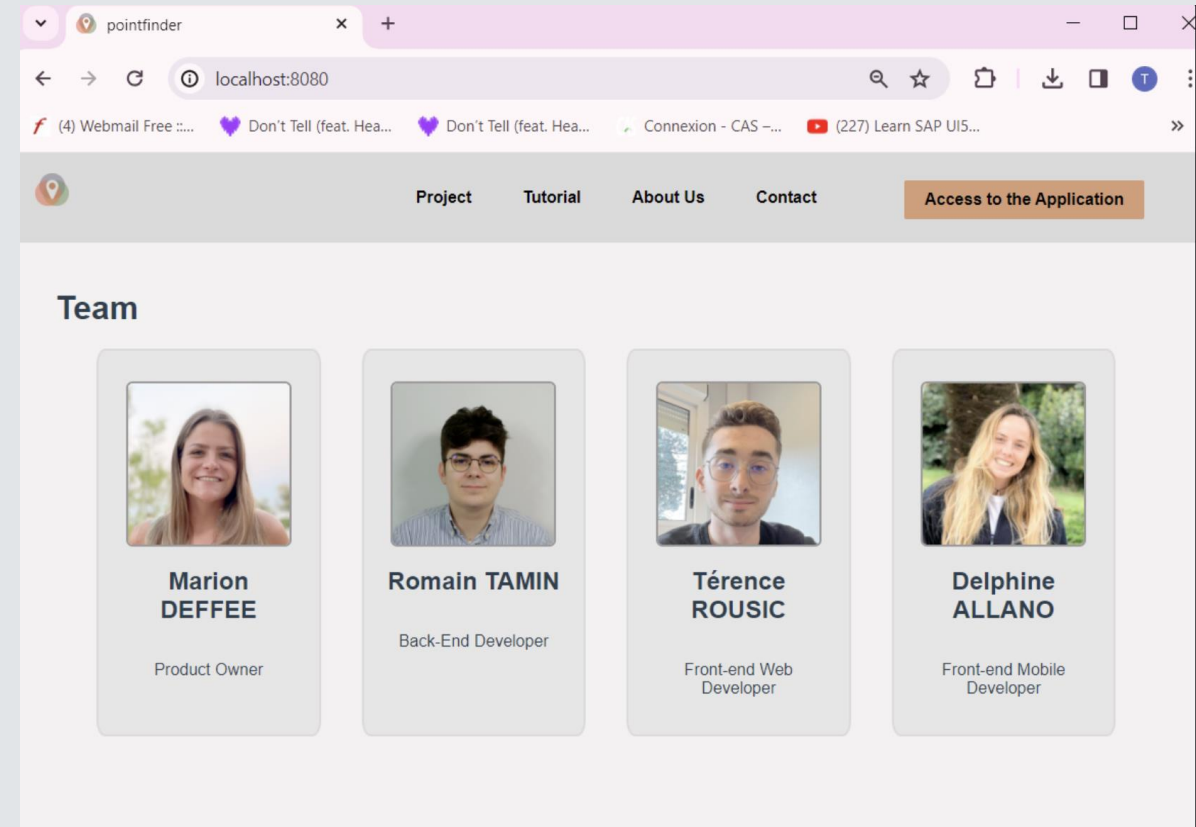 pointfinder
localhost:8080
T
(4) Webmail Free ::... Don't Tell (feat. Hea... Don't Tell (feat. Hea... Connexion - CAS –... (227) Learn SAP UI5...
Project Tutorial About Us Contact Access to the Application
Team
Marion
DEFFEE
Product Owner
Romain TAMIN
Back-End Developer
Térence
ROUSIC
Front-end Web
Developer
Delphine
ALLANO
Front-end Mobile
Developer